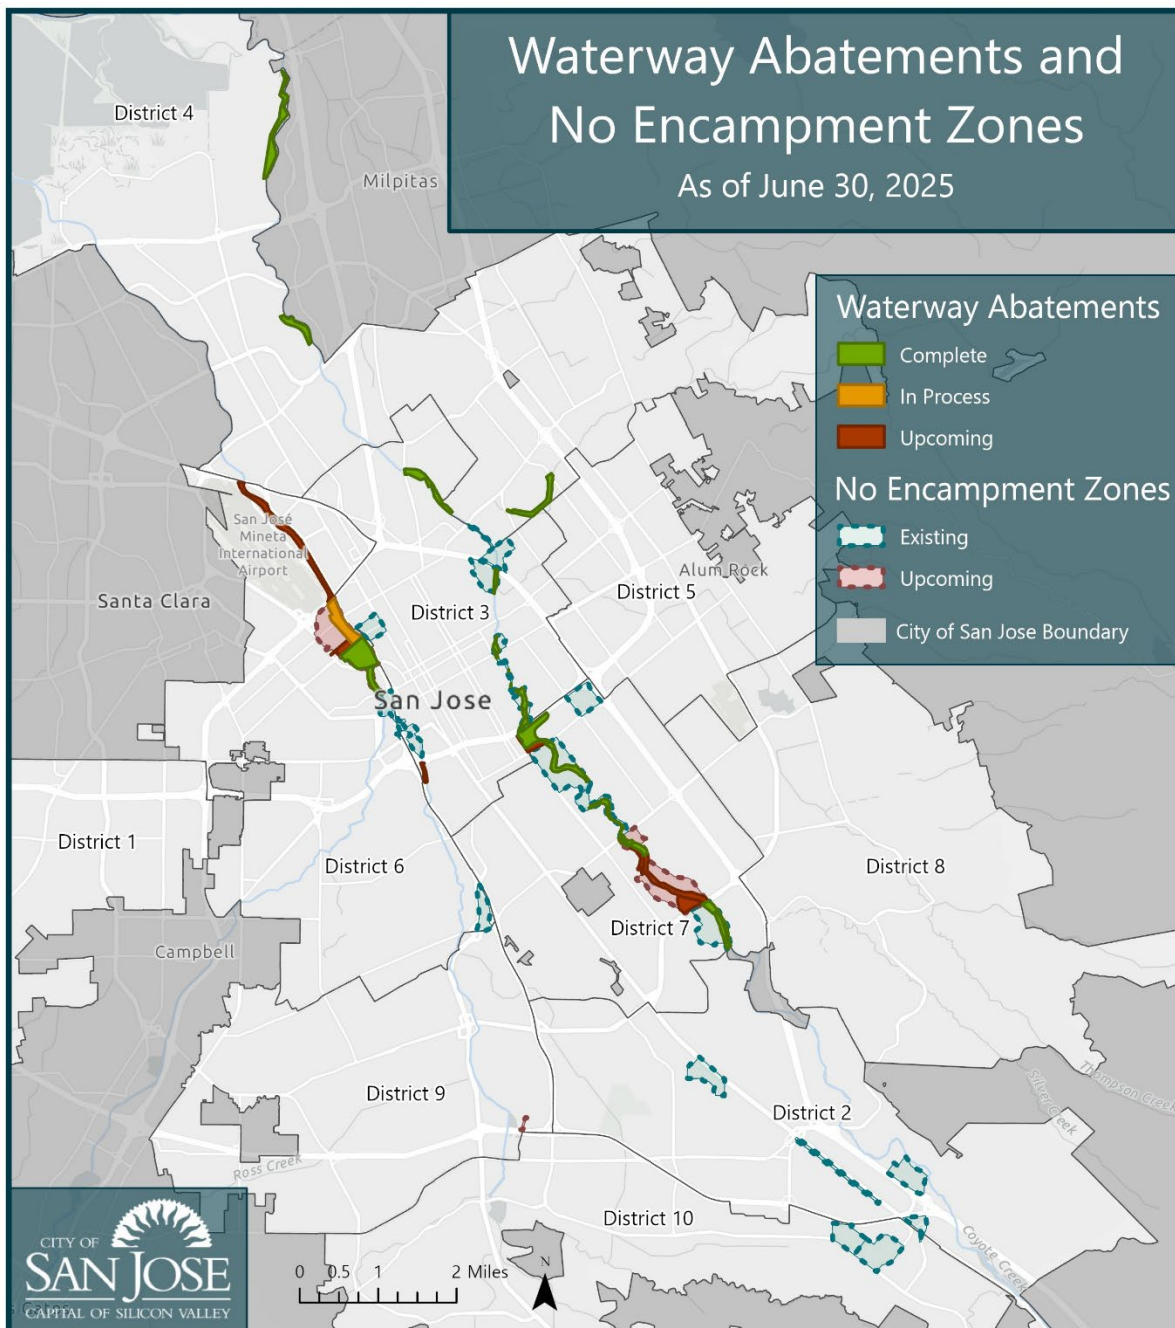 Waterway Abatements and
No Encampment Zones
As of June 30, 2025
District 4
Milpitas
Waterway Abatements
Complete
In Process
Upcoming
No Encampment Zones
Existing
Upcoming
City of San Jose Boundary
San José
Mineta
International
Airport
Santa Clara
District 3
District 5
Alum Rock
San Jose
District 1
District 6
District 8
District 7
Campbell
District 9
District 2
Thompson Creek
Silver Creek
Ross Creek
District 10
Coyote Creek
CITY OF
SAN JOSE
CAPITAL OF SILICON VALLEY
0 0.5 1 2 Miles
N